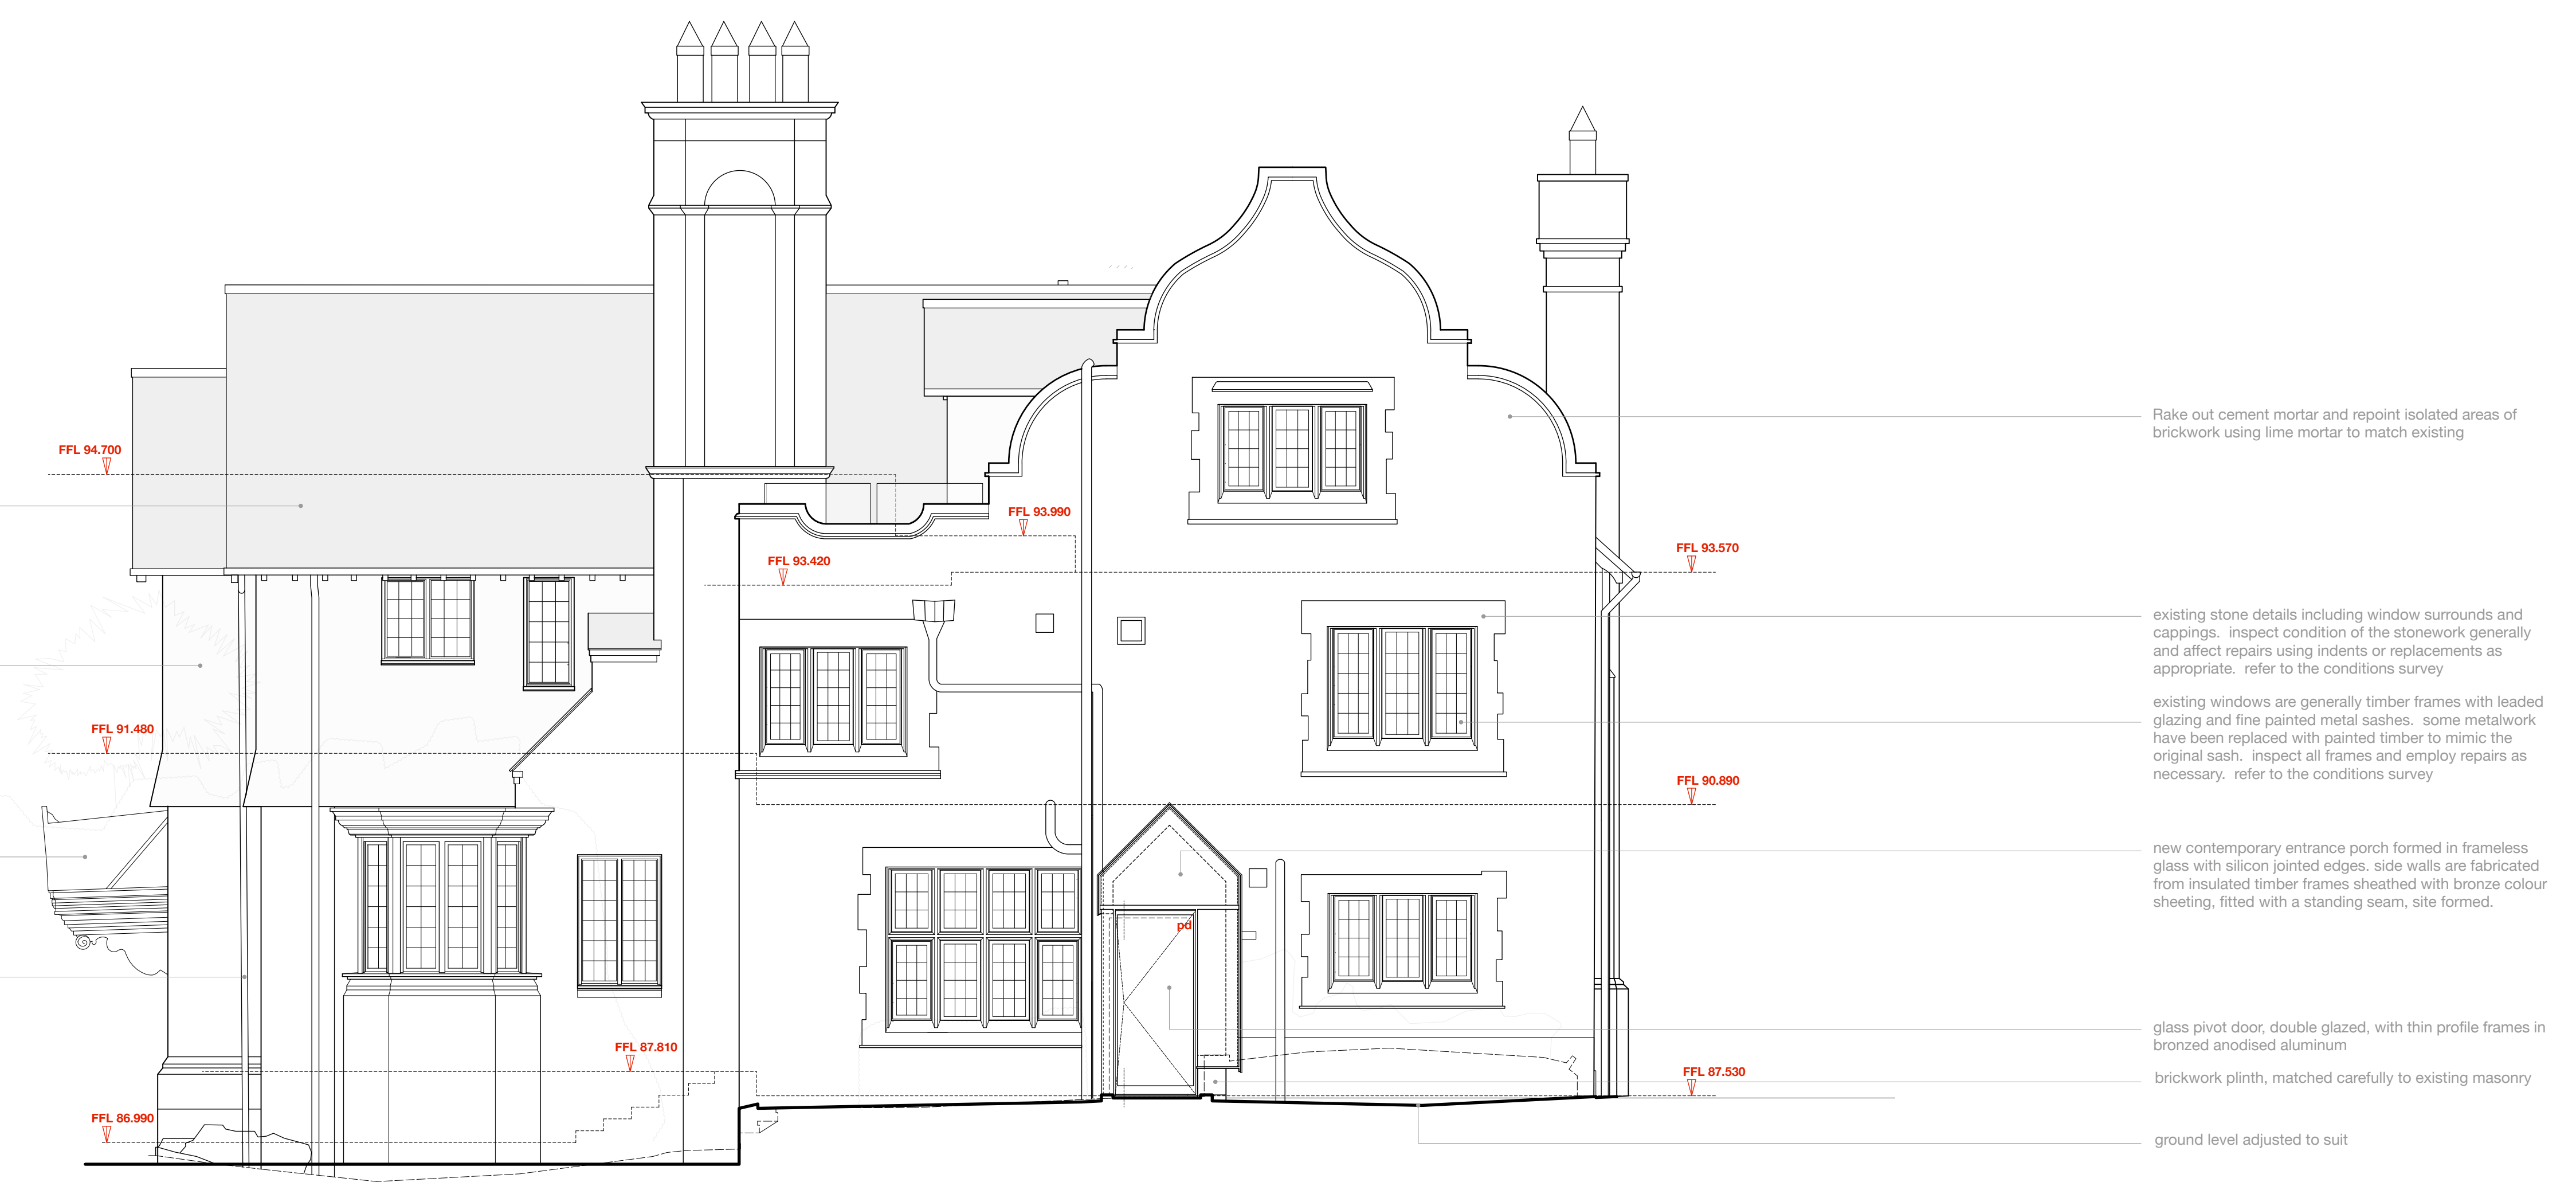 FFL 94.700
FFL 93.990
FFL 93.420
FFL 93.570
FFL 91.480
FFL 90.890
pd
FFL 87.810
FFL 87.530
FFL 86.990
Rake out cement mortar and repoint isolated areas of
brickwork using lime mortar to match existing
existing stone details including window surrounds and
cappings. inspect condition of the stonework generally
and affect repairs using indents or replacements as
appropriate. refer to the conditions survey
existing windows are generally timber frames with leaded
glazing and fine painted metal sashes. some metalwork
have been replaced with painted timber to mimic the
original sash. inspect all frames and employ repairs as
necessary. refer to the conditions survey
new contemporary entrance porch formed in frameless
glass with silicon jointed edges. side walls are fabricated
from insulated timber frames sheathed with bronze colour
sheeting, fitted with a standing seam, site formed.
glass pivot door, double glazed, with thin profile frames in
bronzed anodised aluminum
brickwork plinth, matched carefully to existing masonry
ground level adjusted to suit